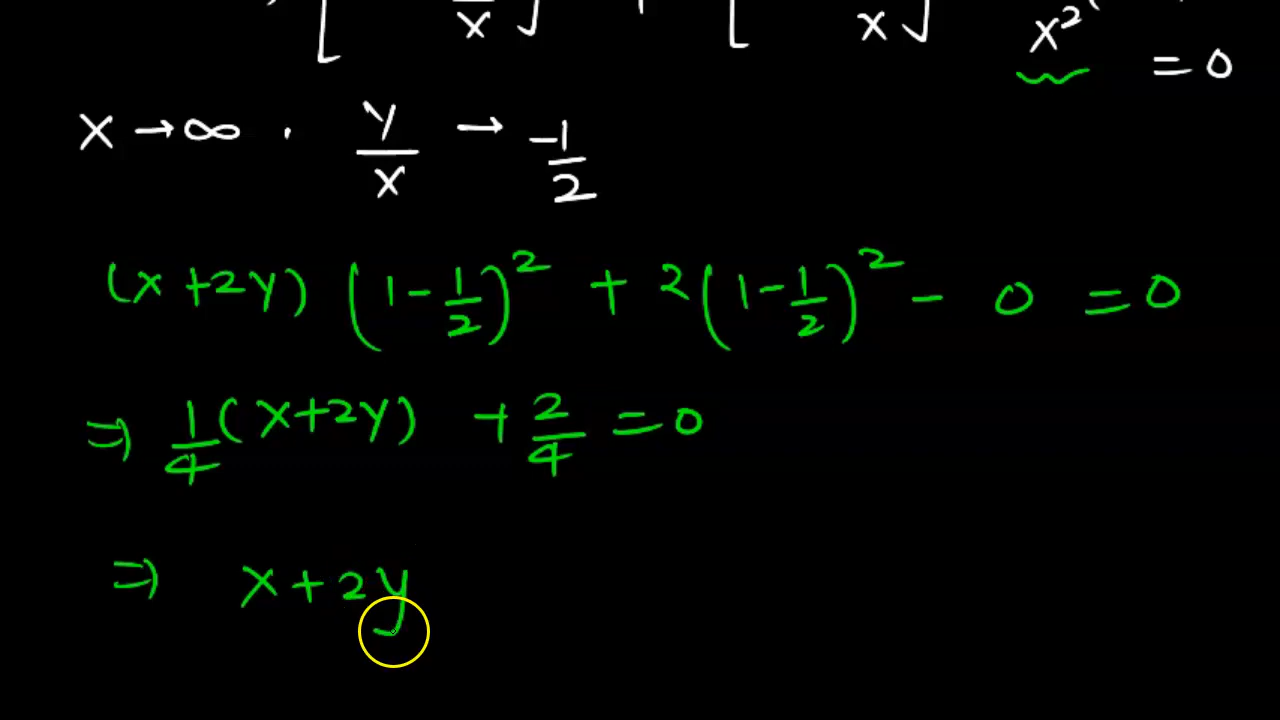 x ] [ x ] x² = 0
x → ∞ . y/x → -1/2
(x + 2y) (1 - 1/2)² + 2(1 - 1/2)² - 0 = 0
⇒ 1/4 (x+2y) + 2/4 = 0
⇒ x + 2y